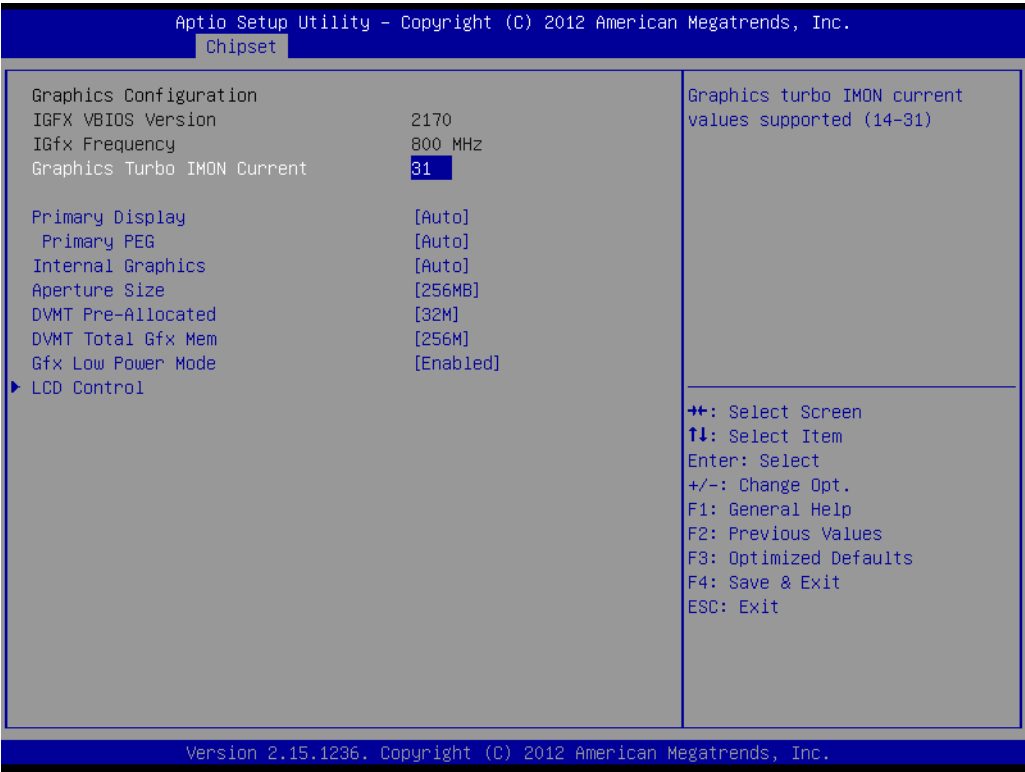 Aptio Setup Utility – Copyright (C) 2012 American Megatrends, Inc.
Chipset
Graphics Configuration
IGFX VBIOS Version 2170
IGfx Frequency 800 MHz
Graphics Turbo IMON Current 31
Primary Display [Auto]
Primary PEG [Auto]
Internal Graphics [Auto]
Aperture Size [256MB]
DVMT Pre-Allocated [32M]
DVMT Total Gfx Mem [256M]
Gfx Low Power Mode [Enabled]
LCD Control
Graphics turbo IMON current
values supported (14-31)
→←: Select Screen
↑↓: Select Item
Enter: Select
+/-: Change Opt.
F1: General Help
F2: Previous Values
F3: Optimized Defaults
F4: Save & Exit
ESC: Exit
Version 2.15.1236. Copyright (C) 2012 American Megatrends, Inc.